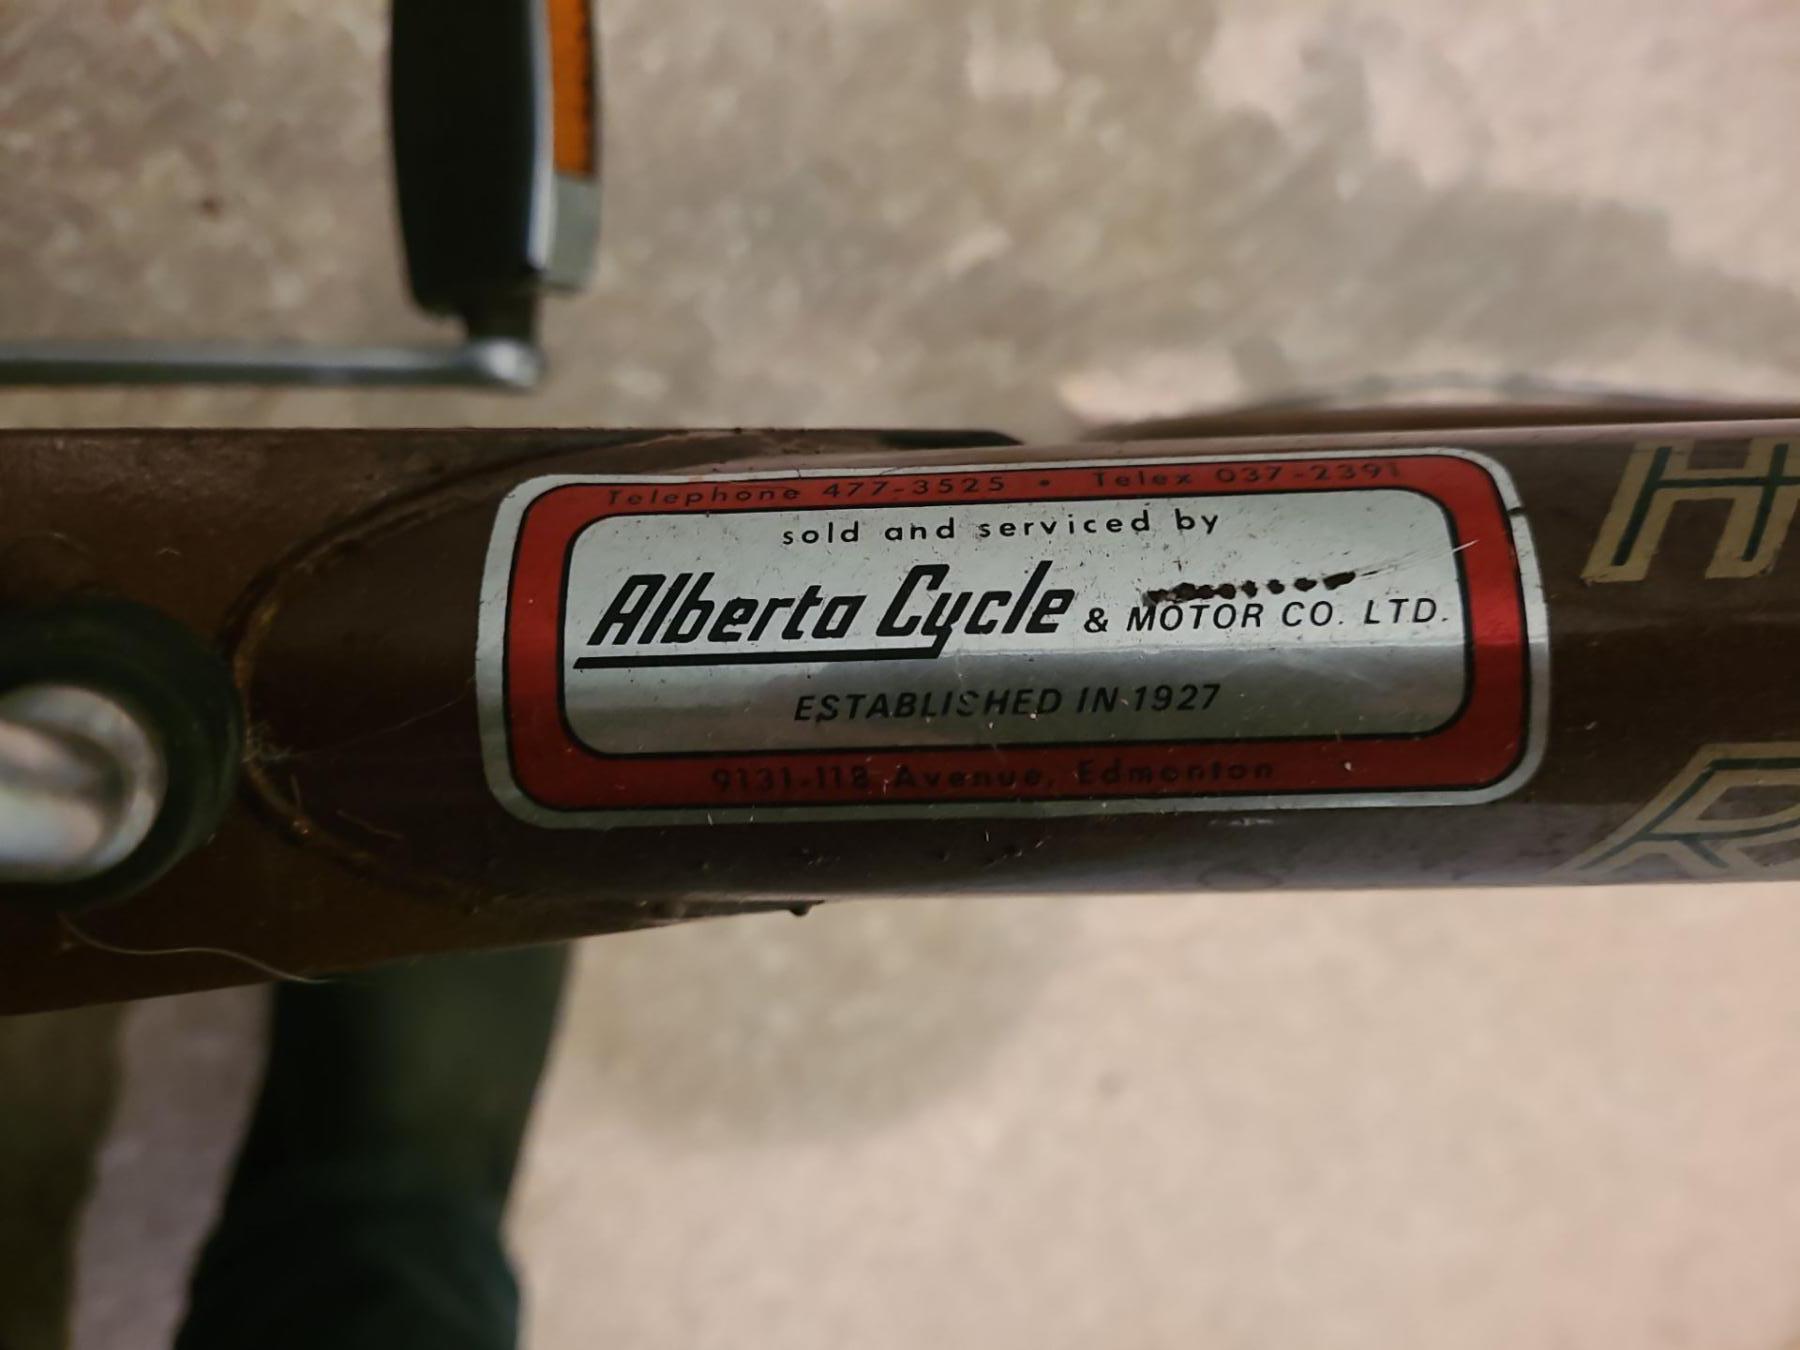 Telephone 477-3525 • Telex 037-2391
sold and serviced by
Alberta Cycle & MOTOR CO. LTD.
ESTABLISHED IN 1927
9131-118 Avenue, Edmonton
H
R